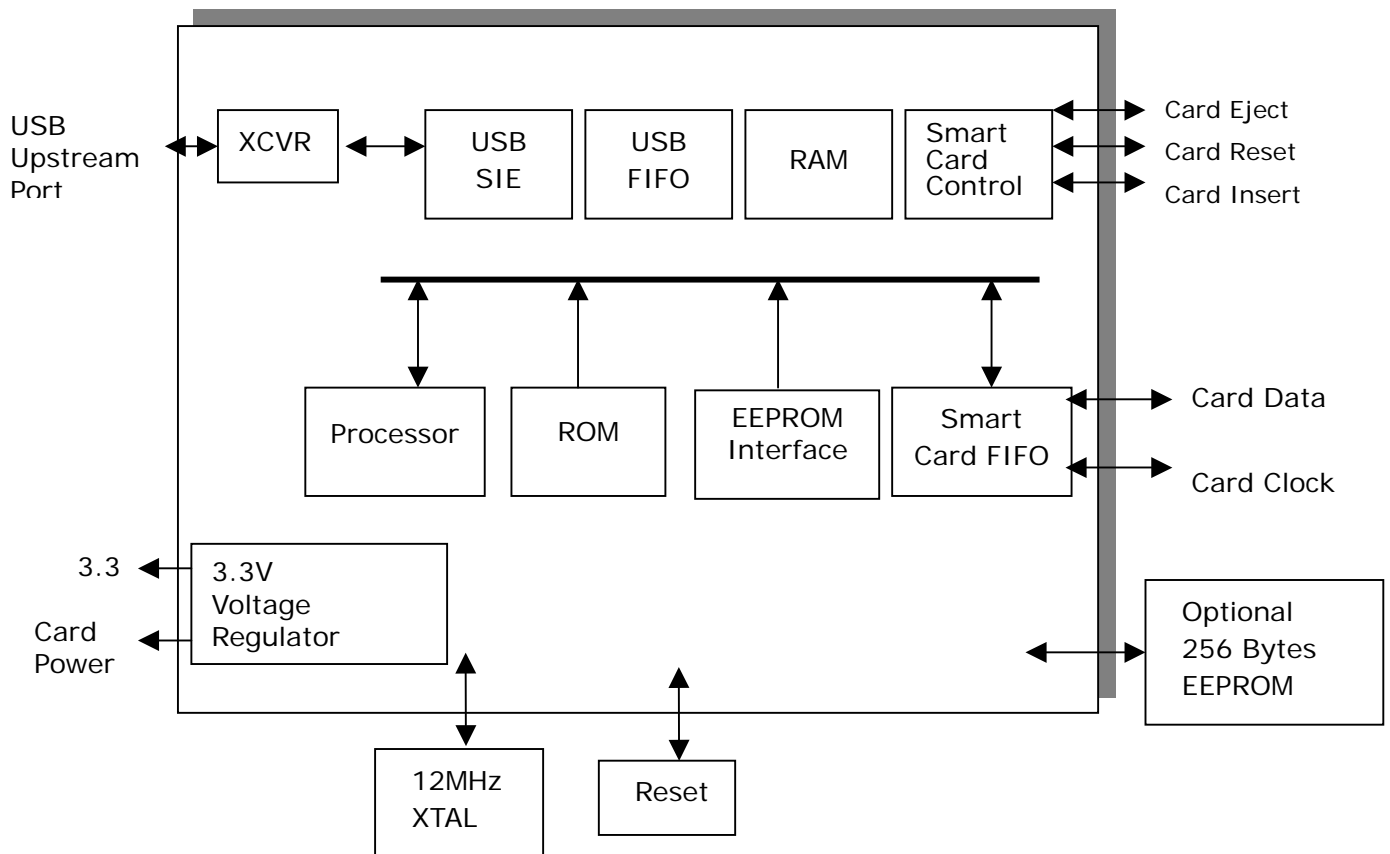 USB
Upstream
Port
XCVR
USB
SIE
USB
FIFO
RAM
Smart
Card
Control
Card Eject
Card Reset
Card Insert
Processor
ROM
EEPROM
Interface
Smart
Card FIFO
Card Data
Card Clock
3.3
Card
Power
3.3V
Voltage
Regulator
Optional
256 Bytes
EEPROM
12MHz
XTAL
Reset